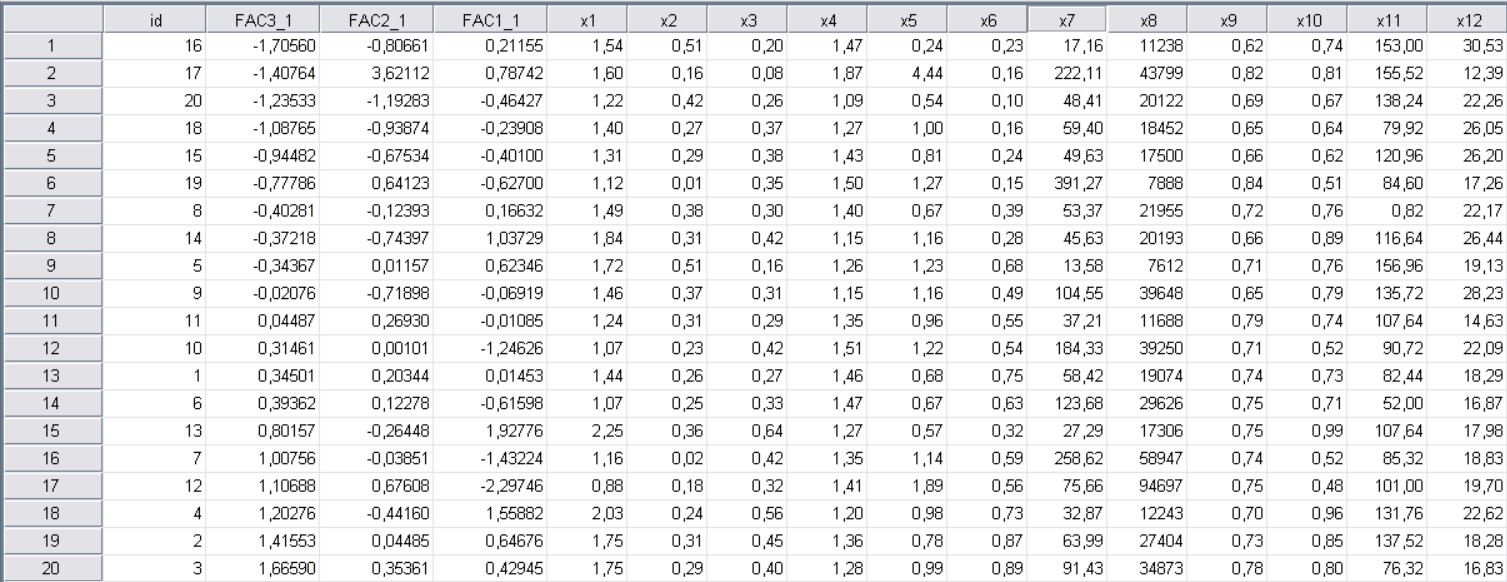 id FAC3_1 FAC2_1 FAC1_1 x1 x2 x3 x4 x5 x6 x7 x8 x9 x10 x11 x12
1 16 -1,70560 -0,80661 0,21155 1,54 0,51 0,20 1,47 0,24 0,23 17,16 11238 0,62 0,74 153,00 30,53
2 17 -1,40764 3,62112 0,78742 1,60 0,16 0,08 1,87 4,44 0,16 222,11 43799 0,82 0,81 155,52 12,39
3 20 -1,23533 -1,19283 -0,46427 1,22 0,42 0,26 1,09 0,54 0,10 48,41 20122 0,69 0,67 138,24 22,26
4 18 -1,08765 -0,93874 -0,23908 1,40 0,27 0,37 1,27 1,00 0,16 59,40 18452 0,65 0,64 79,92 26,05
5 15 -0,94482 -0,67534 -0,40100 1,31 0,29 0,38 1,43 0,81 0,24 49,63 17500 0,66 0,62 120,96 26,20
6 19 -0,77786 0,64123 -0,62700 1,12 0,01 0,35 1,50 1,27 0,15 391,27 7888 0,84 0,51 84,60 17,26
7 8 -0,40281 -0,12393 0,16632 1,49 0,38 0,30 1,40 0,67 0,39 53,37 21955 0,72 0,76 0,82 22,17
8 14 -0,37218 -0,74397 1,03729 1,84 0,31 0,42 1,15 1,16 0,28 45,63 20193 0,66 0,89 116,64 26,44
9 5 -0,34367 0,01157 0,62346 1,72 0,51 0,16 1,26 1,23 0,68 13,58 7612 0,71 0,76 156,96 19,13
10 9 -0,02076 -0,71898 -0,06919 1,46 0,37 0,31 1,15 1,16 0,49 104,55 39648 0,65 0,79 135,72 28,23
11 11 0,04487 0,26930 -0,01085 1,24 0,31 0,29 1,35 0,96 0,55 37,21 11688 0,79 0,74 107,64 14,63
12 10 0,31461 0,00101 -1,24626 1,07 0,23 0,42 1,51 1,22 0,54 184,33 39250 0,71 0,52 90,72 22,09
13 1 0,34501 0,20344 0,01453 1,44 0,26 0,27 1,46 0,68 0,75 58,42 19074 0,74 0,73 82,44 18,29
14 6 0,39362 0,12278 -0,61598 1,07 0,25 0,33 1,47 0,67 0,63 123,68 29626 0,75 0,71 52,00 16,87
15 13 0,80157 -0,26448 1,92776 2,25 0,36 0,64 1,27 0,57 0,32 27,29 17306 0,75 0,99 107,64 17,98
16 7 1,00756 -0,03851 -1,43224 1,16 0,02 0,42 1,35 1,14 0,59 258,62 58947 0,74 0,52 85,32 18,83
17 12 1,10688 0,67608 -2,29746 0,88 0,18 0,32 1,41 1,89 0,56 75,66 94697 0,75 0,48 101,00 19,70
18 4 1,20276 -0,44160 1,55882 2,03 0,24 0,56 1,20 0,98 0,73 32,87 12243 0,70 0,96 131,76 22,62
19 2 1,41553 0,04485 0,64676 1,75 0,31 0,45 1,36 0,78 0,87 63,99 27404 0,73 0,85 137,52 18,28
20 3 1,66590 0,35361 0,42945 1,75 0,29 0,40 1,28 0,99 0,89 91,43 34873 0,78 0,80 76,32 16,83